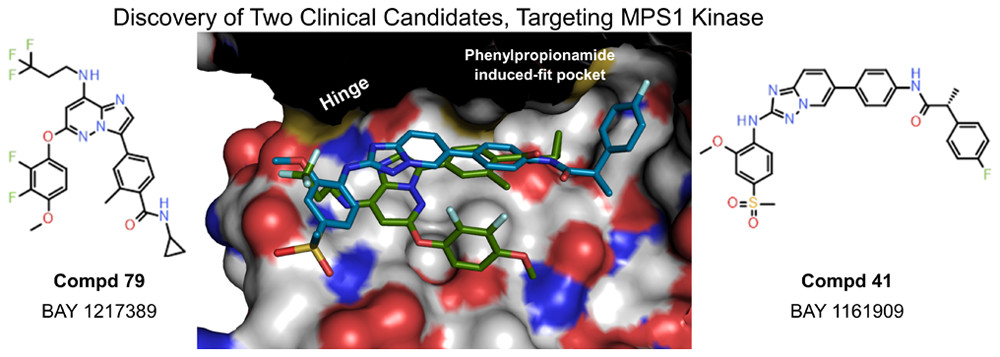 Discovery of Two Clinical Candidates, Targeting MPS1 Kinase
Phenylpropionamide
induced-fit pocket
Hinge
F
F
F
NH
N
N
N
O
F
F
O
O
H
N
Compd 79
BAY 1217389
N
N
N
NH
O
O
S
O
H
N
O
F
Compd 41
BAY 1161909